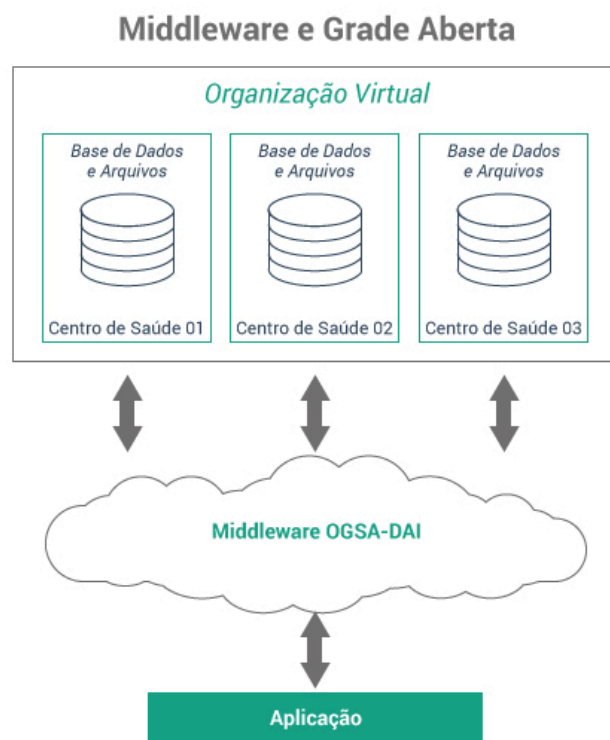 Middleware e Grade Aberta
Organização Virtual
Base de Dados
e Arquivos
Centro de Saúde 01
Base de Dados
e Arquivos
Centro de Saúde 02
Base de Dados
e Arquivos
Centro de Saúde 03
Middleware OGSA-DAI
Aplicação